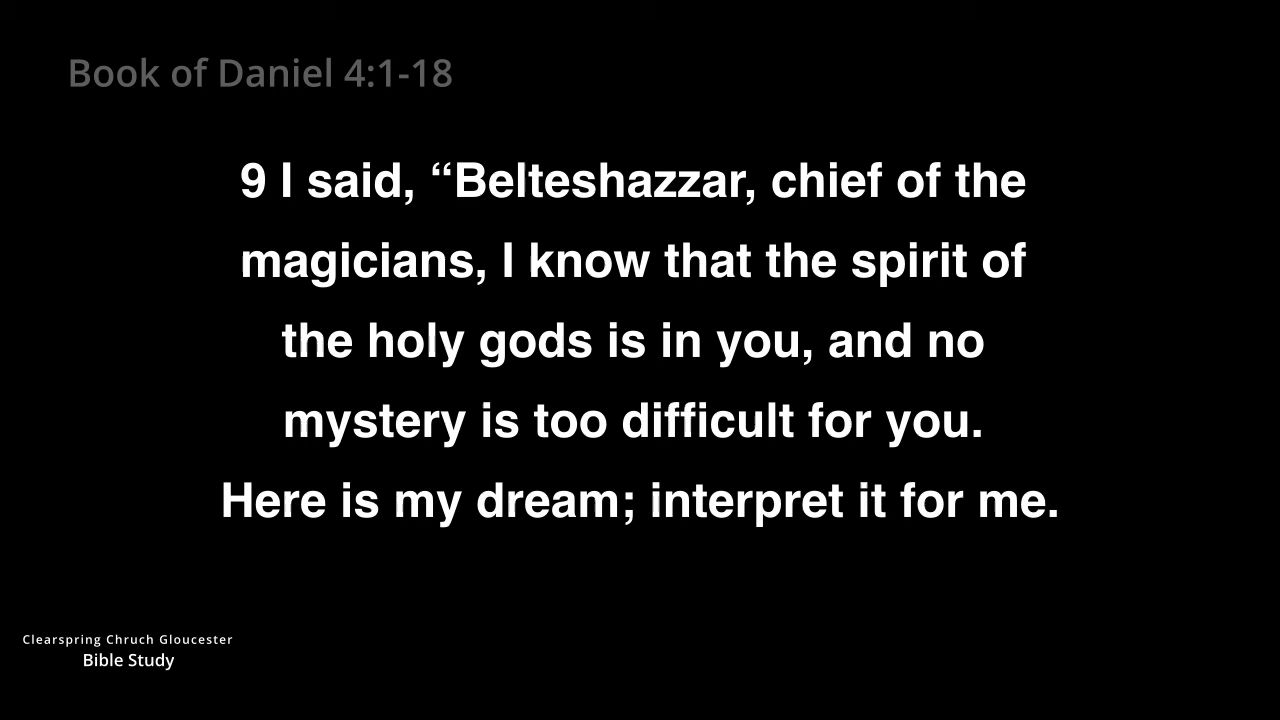 Book of Daniel 4:1-18
9 I said, “Belteshazzar, chief of the
magicians, I know that the spirit of
the holy gods is in you, and no
mystery is too difficult for you.
Here is my dream; interpret it for me.
Clearspring Chruch Gloucester
Bible Study